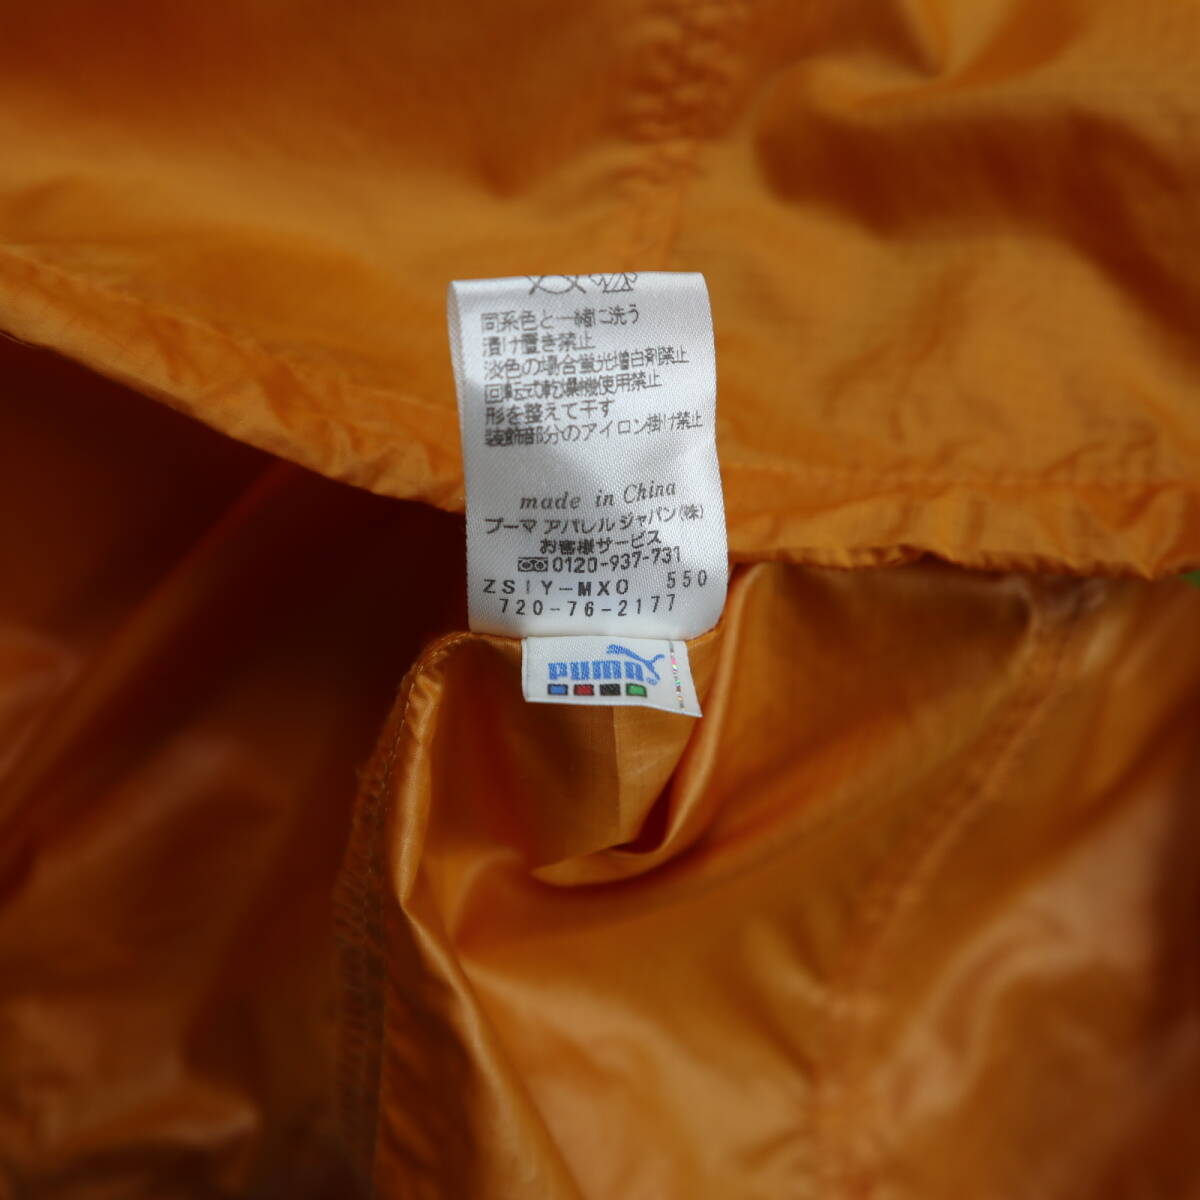 同系色と一緒に洗う
漬け置き禁止
淡色の場合蛍光増白剤禁止
回転式乾燥機使用禁止
形を整えて干す
装飾部分のアイロン掛け禁止
made in China
プーマ アパレル ジャパン(株)
お客様サービス
0120-937-731
ZSIY-MXO 550
720-76-2177
PUMA